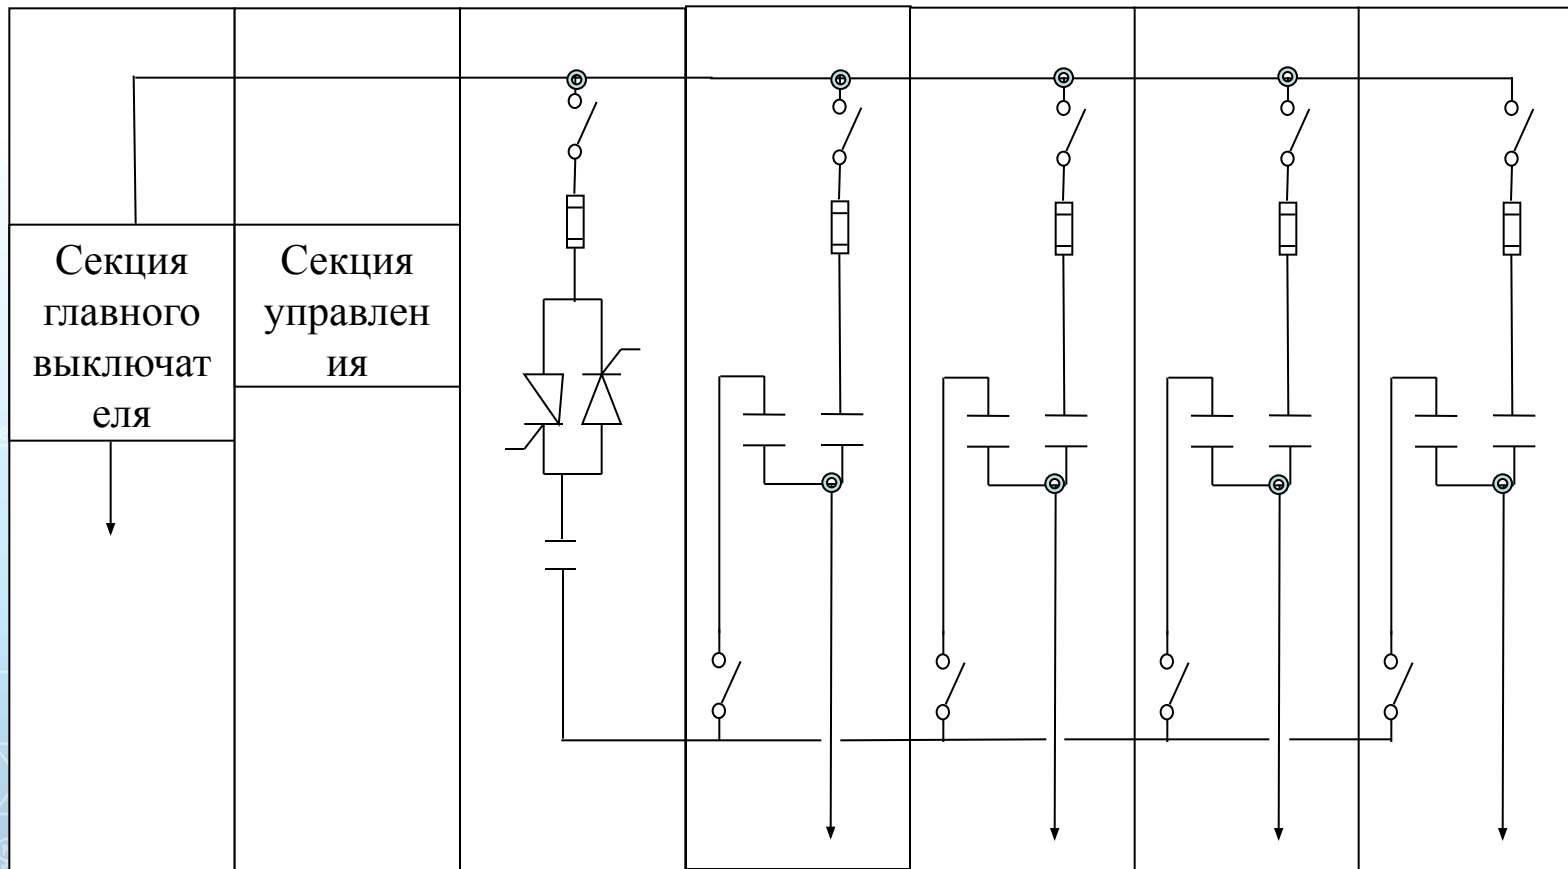 Секция
главного
выключат
еля
Секция
управлен
ия